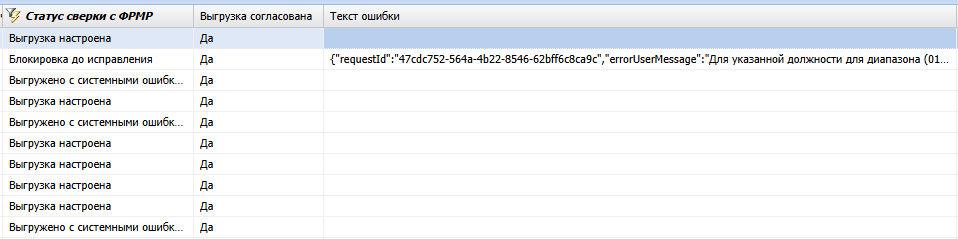 Статус сверки с ФРМР Выгрузка согласована Текст ошибки
Выгрузка настроена Да
Блокировка до исправления Да {"requestId":"47cdc752-564a-4b22-8546-62bff6c8ca9c","errorUserMessage":"Для указанной должности для диапазона (01...
Выгружено с системными ошибк... Да
Выгрузка настроена Да
Выгружено с системными ошибк... Да
Выгрузка настроена Да
Выгрузка настроена Да
Выгрузка настроена Да
Выгрузка настроена Да
Выгружено с системными ошибк... Да